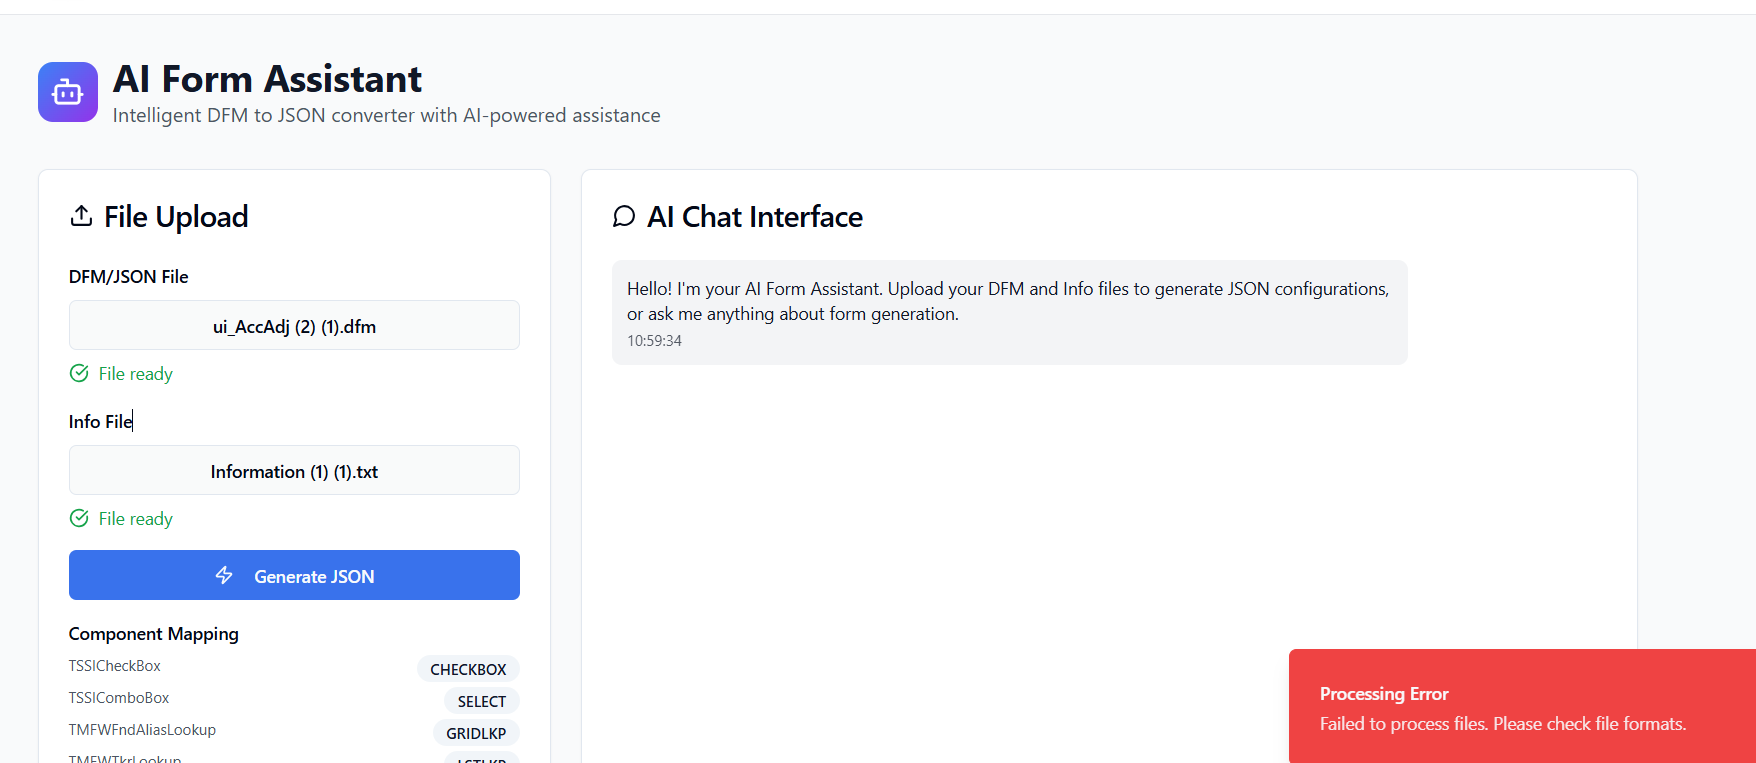 AI Form Assistant
Intelligent DFM to JSON converter with AI-powered assistance
File Upload
DFM/JSON File
ui_AccAdj (2) (1).dfm
File ready
Info File
Information (1) (1).txt
File ready
Generate JSON
Component Mapping
TSSICheckBox
CHECKBOX
TSSIComboBox
SELECT
TMFWFndAliasLookup
GRIDLKP
TMFWTkrLookup
LSTLKP
AI Chat Interface
Hello! I'm your AI Form Assistant. Upload your DFM and Info files to generate JSON configurations,
or ask me anything about form generation.
10:59:34
Processing Error
Failed to process files. Please check file formats.